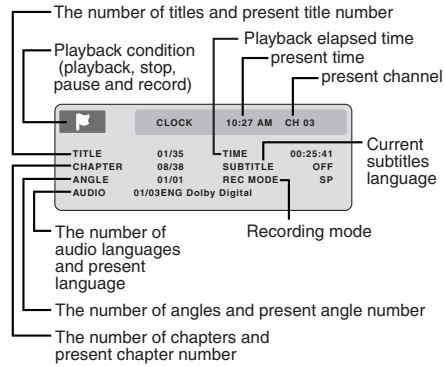 The number of titles and present title number
Playback condition
(playback, stop,
pause and record)
Playback elapsed time
present time
present channel
CLOCK 10:27 AM CH 03
TITLE 01/35 TIME 00:25:41
CHAPTER 08/38 SUBTITLE OFF
ANGLE 01/01 REC MODE SP
AUDIO 01/03ENG Dolby Digital
Current
subtitles
language
The number of
audio languages
and present
language
Recording mode
The number of angles and present angle number
The number of chapters and
present chapter number